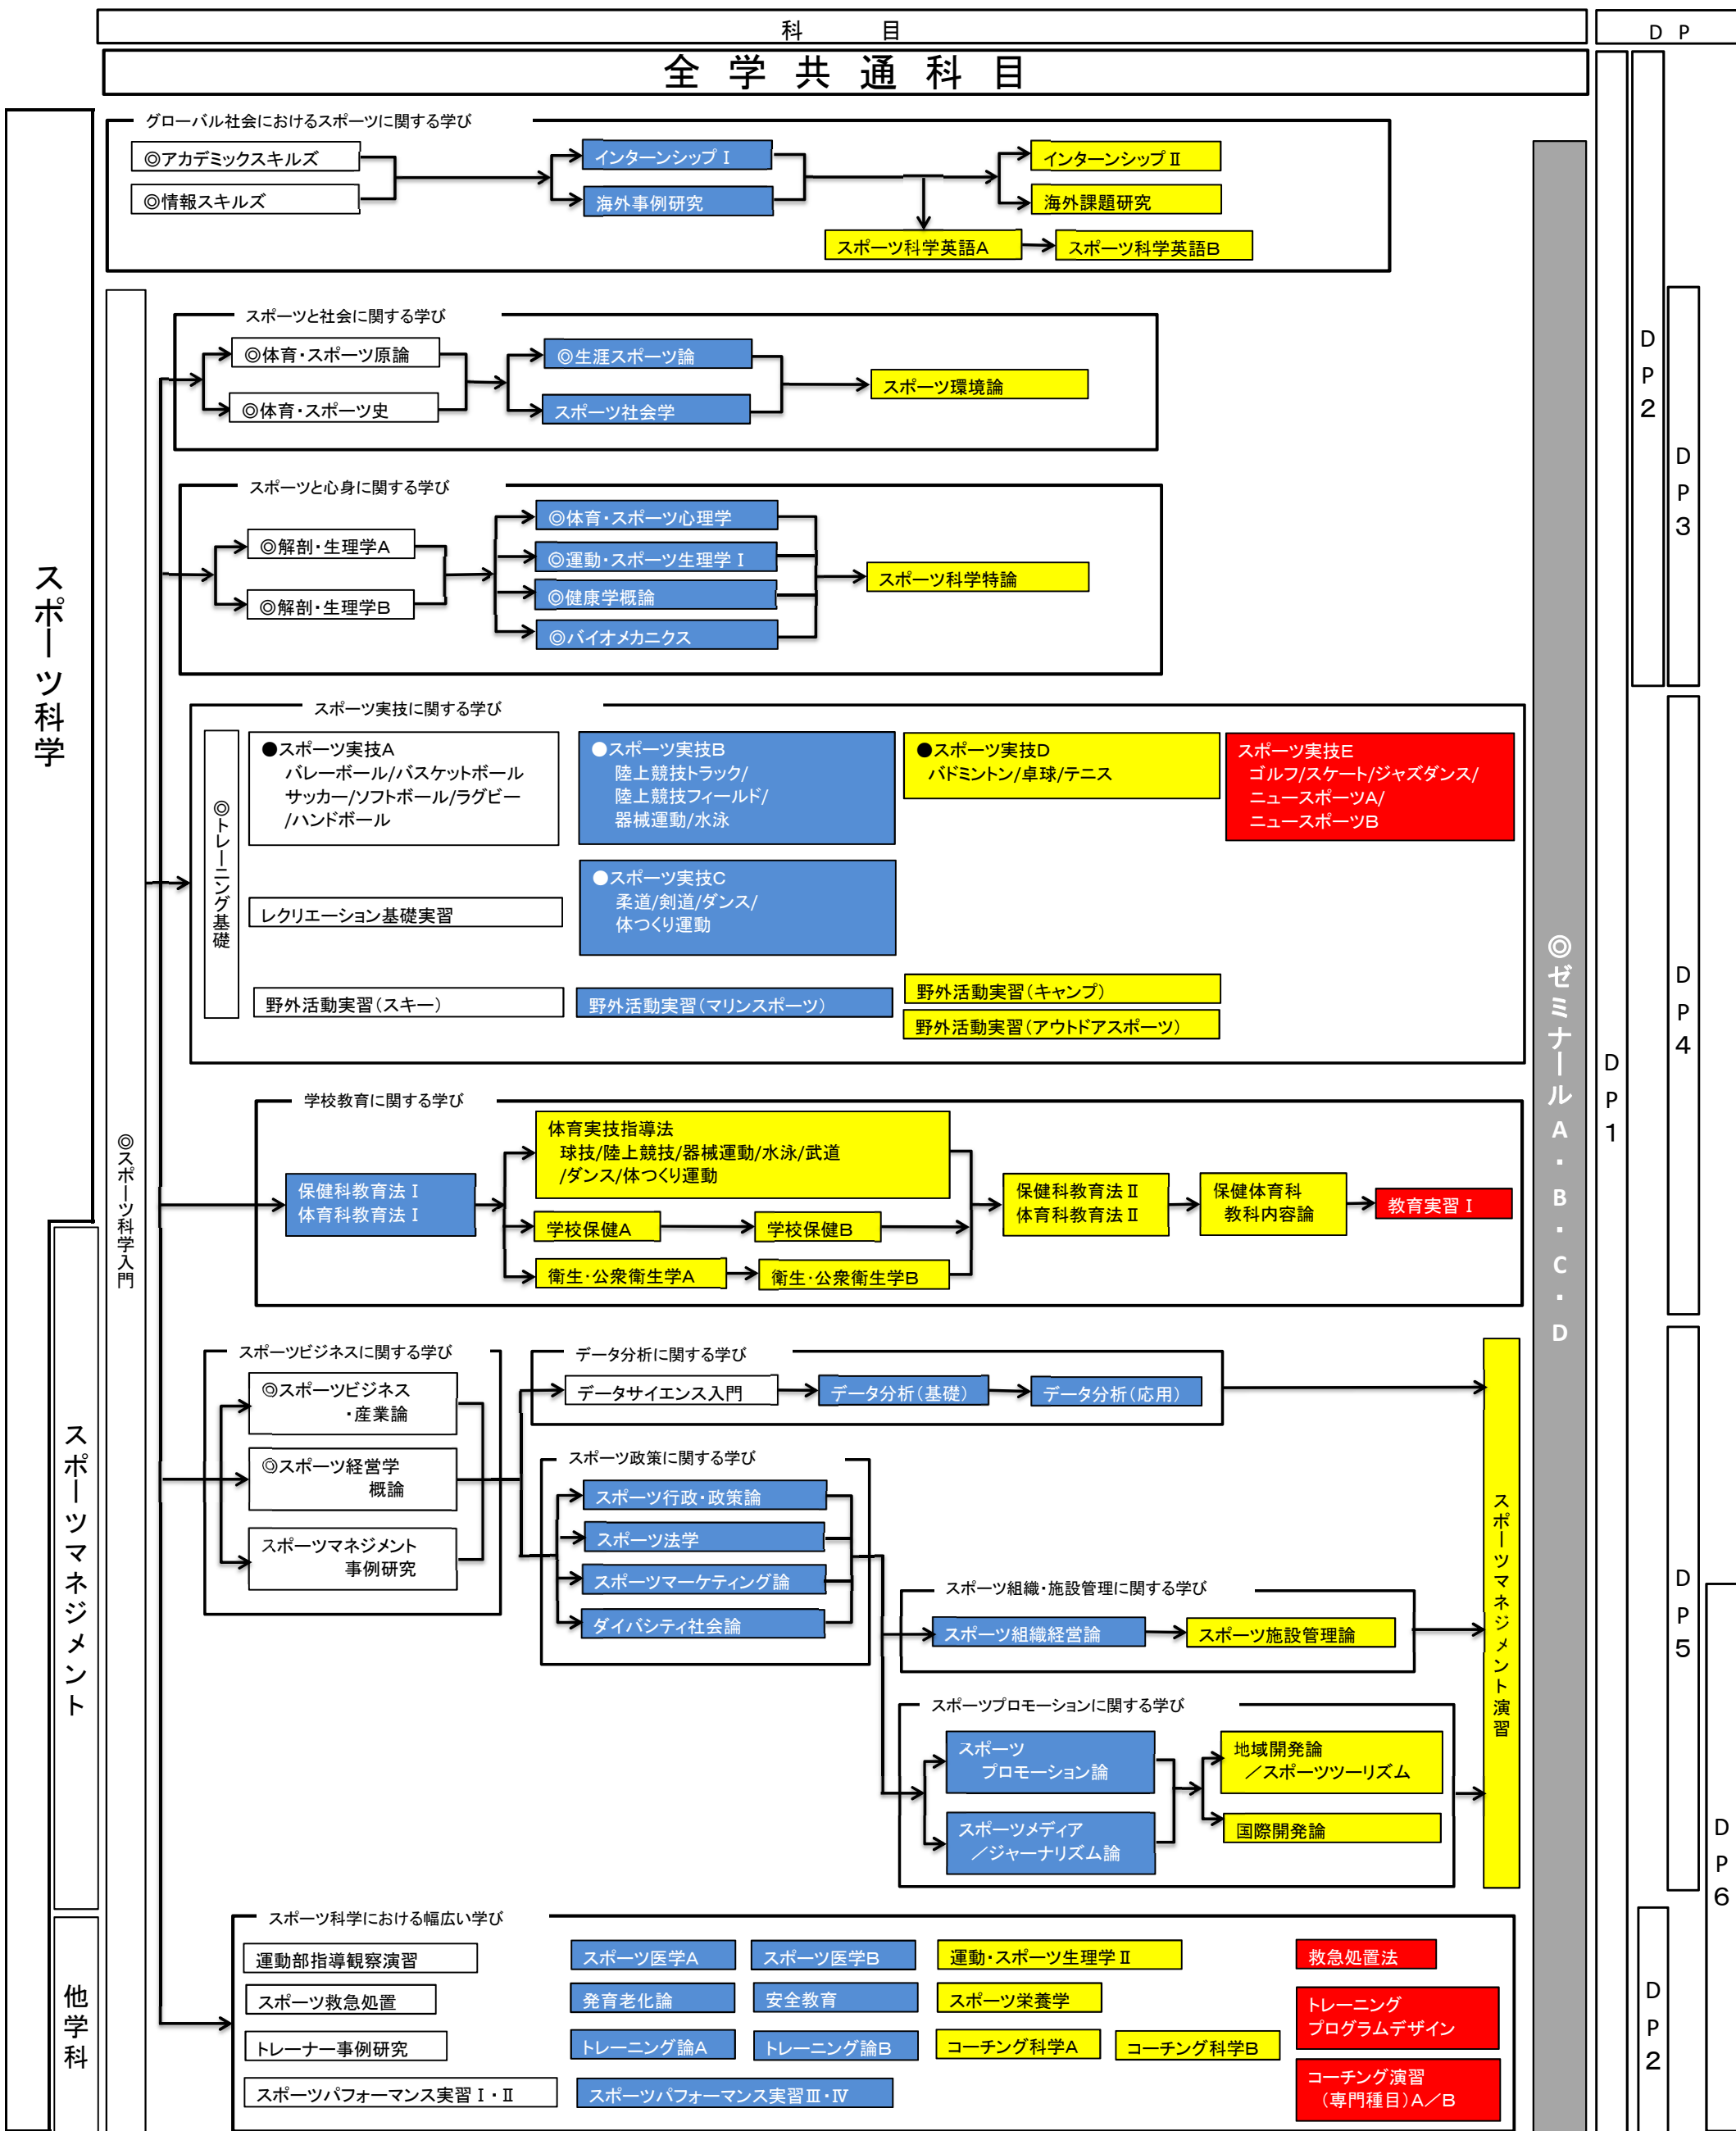 科　目
D P
全学共通科目
グローバル社会におけるスポーツに関する学び
◎アカデミックスキルズ
◎情報スキルズ
インターンシップⅠ
海外事例研究
インターンシップⅡ
海外課題研究
スポーツ科学英語A
スポーツ科学英語B
スポーツと社会に関する学び
◎体育・スポーツ原論
◎体育・スポーツ史
◎生涯スポーツ論
スポーツ社会学
スポーツ環境論
スポーツと心身に関する学び
◎解剖・生理学A
◎解剖・生理学B
◎体育・スポーツ心理学
◎運動・スポーツ生理学Ⅰ
◎健康学概論
◎バイオメカニクス
スポーツ科学特論
スポーツ実技に関する学び
◎トレーニング基礎
●スポーツ実技A
バレーボール/バスケットボール
サッカー/ソフトボール/ラグビー
/ハンドボール
●スポーツ実技B
陸上競技トラック/
陸上競技フィールド/
器械運動/水泳
●スポーツ実技D
バドミントン/卓球/テニス
スポーツ実技E
ゴルフ/スケート/ジャズダンス/
ニュースポーツA/
ニュースポーツB
●スポーツ実技C
柔道/剣道/ダンス/
体つくり運動
レクリエーション基礎実習
野外活動実習(スキー)
野外活動実習(マリンスポーツ)
野外活動実習(キャンプ)
野外活動実習(アウトドアスポーツ)
学校教育に関する学び
保健科教育法Ⅰ
体育科教育法Ⅰ
体育実技指導法
球技/陸上競技/器械運動/水泳/武道
/ダンス/体つくり運動
学校保健A
学校保健B
衛生・公衆衛生学A
衛生・公衆衛生学B
保健科教育法Ⅱ
体育科教育法Ⅱ
保健体育科
教科内容論
教育実習Ⅰ
スポーツビジネスに関する学び
◎スポーツビジネス
・産業論
◎スポーツ経営学
概論
スポーツマネジメント
事例研究
データ分析に関する学び
データサイエンス入門
データ分析(基礎)
データ分析(応用)
スポーツ政策に関する学び
スポーツ行政・政策論
スポーツ法学
スポーツマーケティング論
ダイバシティ社会論
スポーツ組織・施設管理に関する学び
スポーツ組織経営論
スポーツ施設管理論
スポーツプロモーションに関する学び
スポーツ
プロモーション論
スポーツメディア
／ジャーナリズム論
地域開発論
／スポーツツーリズム
国際開発論
スポーツマネジメント演習
スポーツ科学における幅広い学び
運動部指導観察演習
スポーツ医学A
スポーツ医学B
運動・スポーツ生理学Ⅱ
救急処置法
スポーツ救急処置
発育老化論
安全教育
スポーツ栄養学
トレーニング
プログラムデザイン
トレーナー事例研究
トレーニング論A
トレーニング論B
コーチング科学A
コーチング科学B
スポーツパフォーマンス実習Ⅰ・Ⅱ
スポーツパフォーマンス実習Ⅲ・Ⅳ
コーチング演習
(専門種目)A／B
スポーツ科学
スポーツマネジメント
他学科
◎スポーツ科学入門
◎ゼミナールA・B・C・D
DP1
DP2
DP3
DP4
DP5
DP6
DP2